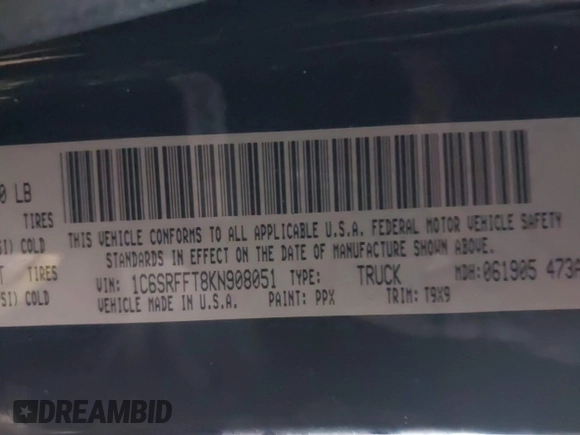 0 LB
TIRES
SI) COLD
THIS VEHICLE CONFORMS TO ALL APPLICABLE U.S.A. FEDERAL MOTOR VEHICLE SAFETY
STANDARDS IN EFFECT ON THE DATE OF MANUFACTURE SHOWN ABOVE.
T TIRES
SI) COLD
VIN: 1C6SRFFT8KN908051 TYPE: TRUCK MDH: 061905 473A
VEHICLE MADE IN U.S.A. PAINT: PPX TRIM: T9X9
DREAMBID